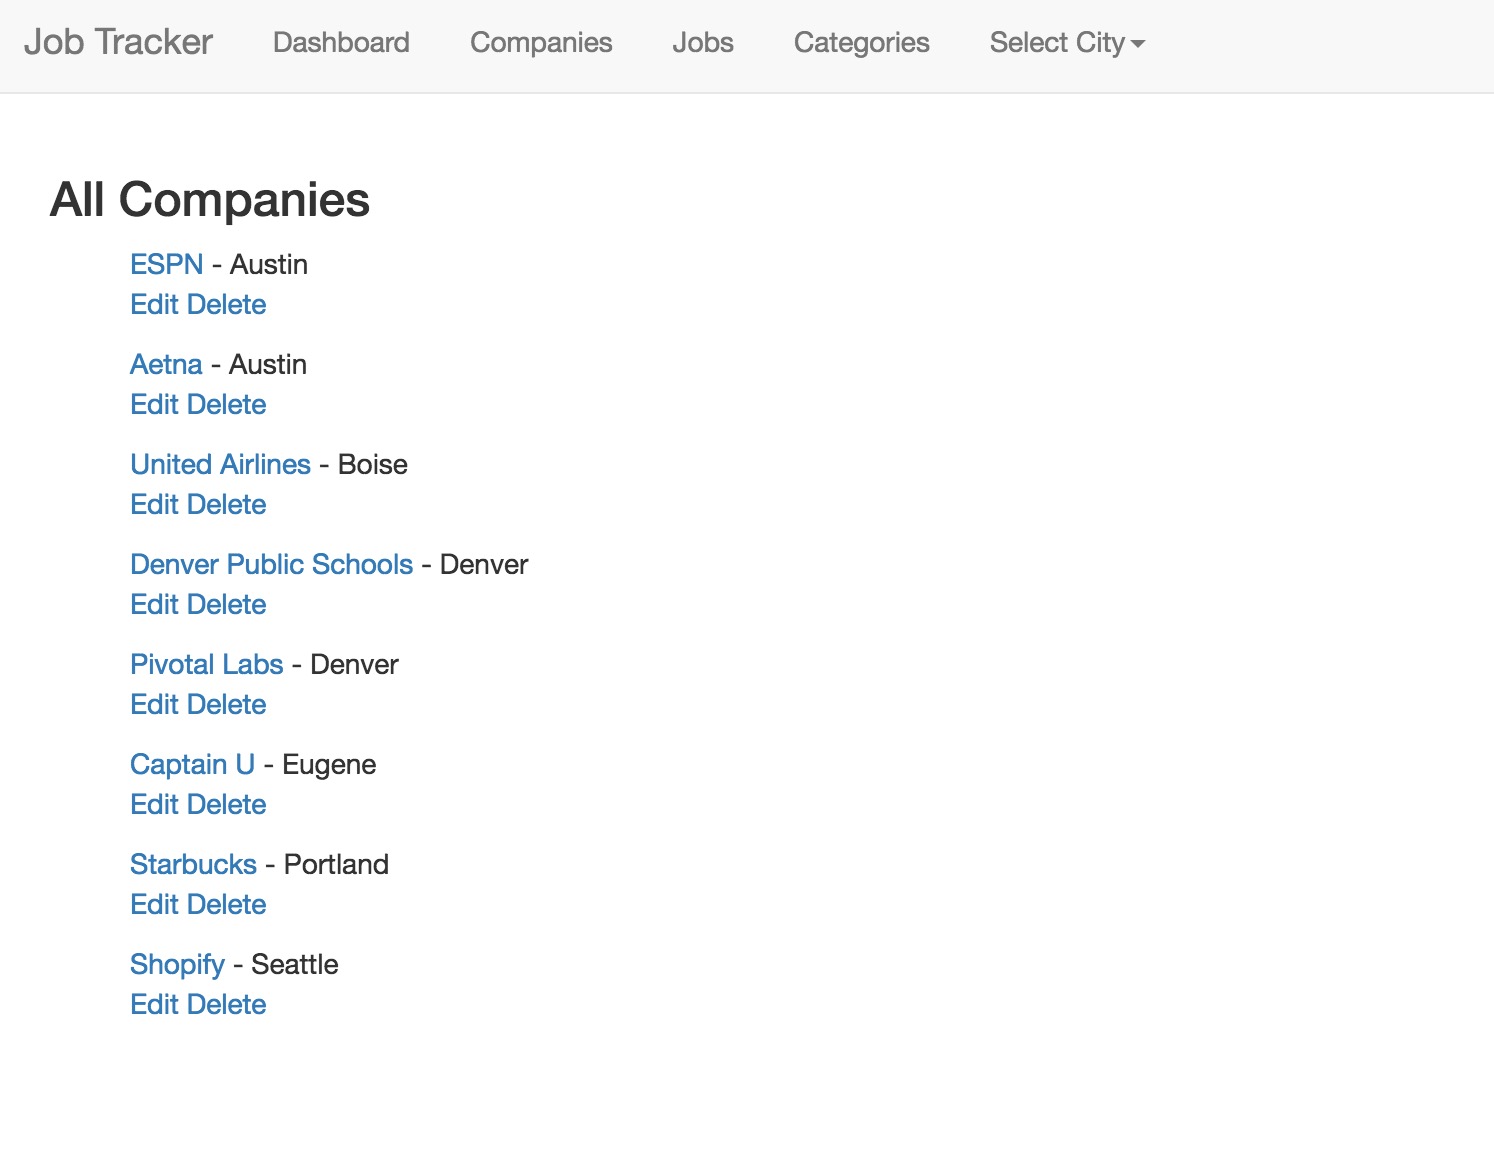 Job Tracker Dashboard Companies Jobs Categories Select City
All Companies
ESPN - Austin
Edit Delete
Aetna - Austin
Edit Delete
United Airlines - Boise
Edit Delete
Denver Public Schools - Denver
Edit Delete
Pivotal Labs - Denver
Edit Delete
Captain U - Eugene
Edit Delete
Starbucks - Portland
Edit Delete
Shopify - Seattle
Edit Delete